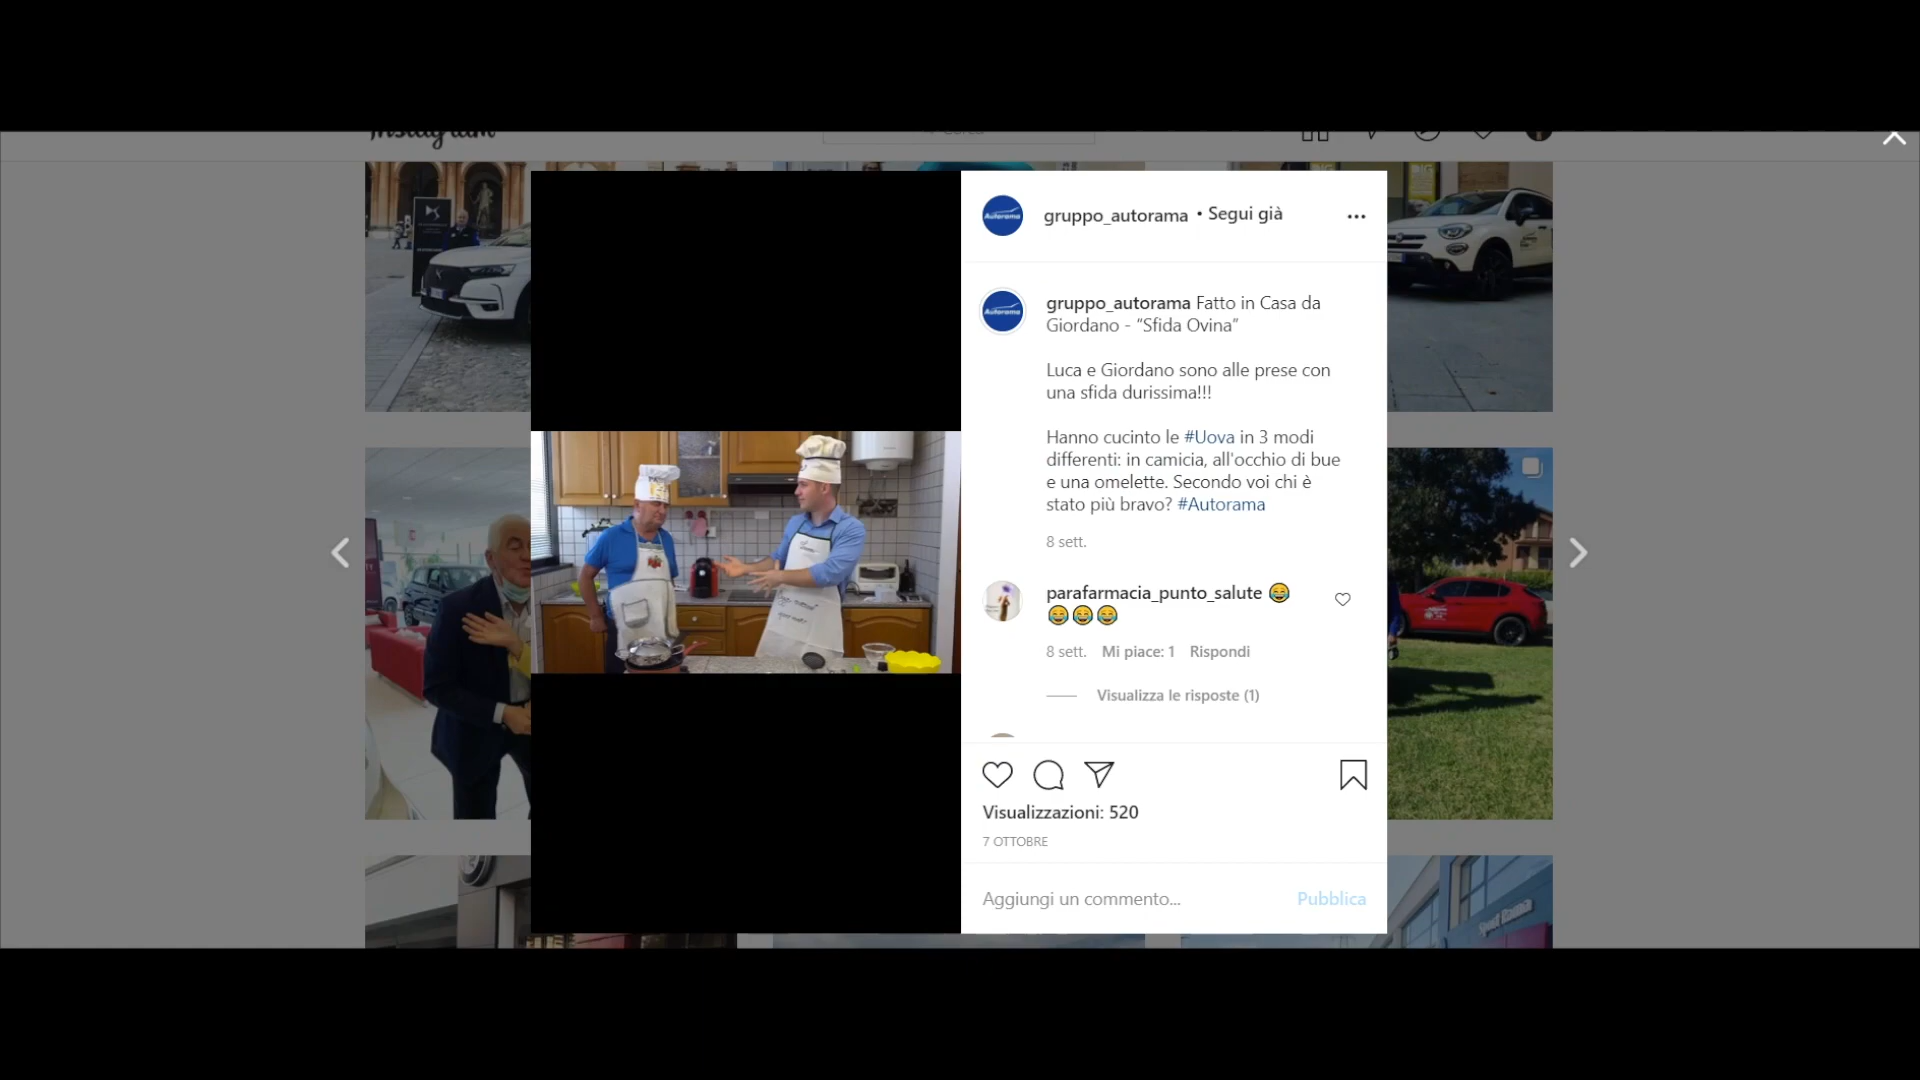 Instagram
gruppo_autorama • Segui già
Autorama
gruppo_autorama Fatto in Casa da
Giordano - “Sfida Ovina”
Autorama
Luca e Giordano sono alle prese con
una sfida durissima!!!
Hanno cucinto le #Uova in 3 modi
differenti: in camicia, all'occhio di bue
e una omelette. Secondo voi chi è
stato più bravo? #Autorama
8 sett.
parafarmacia_punto_salute 😂
😂😂😂
8 sett. Mi piace: 1 Rispondi
Visualizza le risposte (1)
Visualizzazioni: 520
7 OTTOBRE
Aggiungi un commento... Pubblica